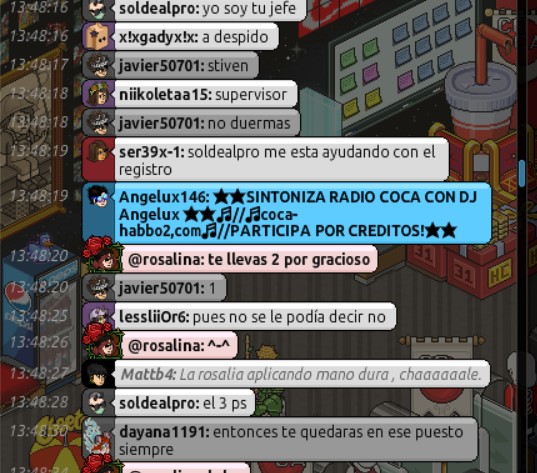 13:48:16 soldealpro: yo soy tu jefe
13:48:16 x!xgadyx!x: a despido
13:48:17 javier50701: stiven
13:48:18 niikoletaa15: supervisor
13:48:18 javier50701: no duermas
13:48:19 ser39x-1: soldealpro me esta ayudando con el
registro
13:48:19 Angelux146: ★★SINTONIZA RADIO COCA CON DJ
Angelux ★★♫//♫coca-
habbo2,com♫//PARTICIPA POR CREDITOS!★★
13:48:20 @rosalina: te llevas 2 por gracioso
13:48:20 javier50701: 1
13:48:25 lessliiOr6: pues no se le podía decir no
13:48:26 @rosalina: ^-^
13:48:27 Mattb4: La rosalia aplicando mano dura , chaaaaaale.
13:48:28 soldealpro: el 3 ps
13:48:30 dayana1191: entonces te quedaras en ese puesto
siempre
31
31
HC